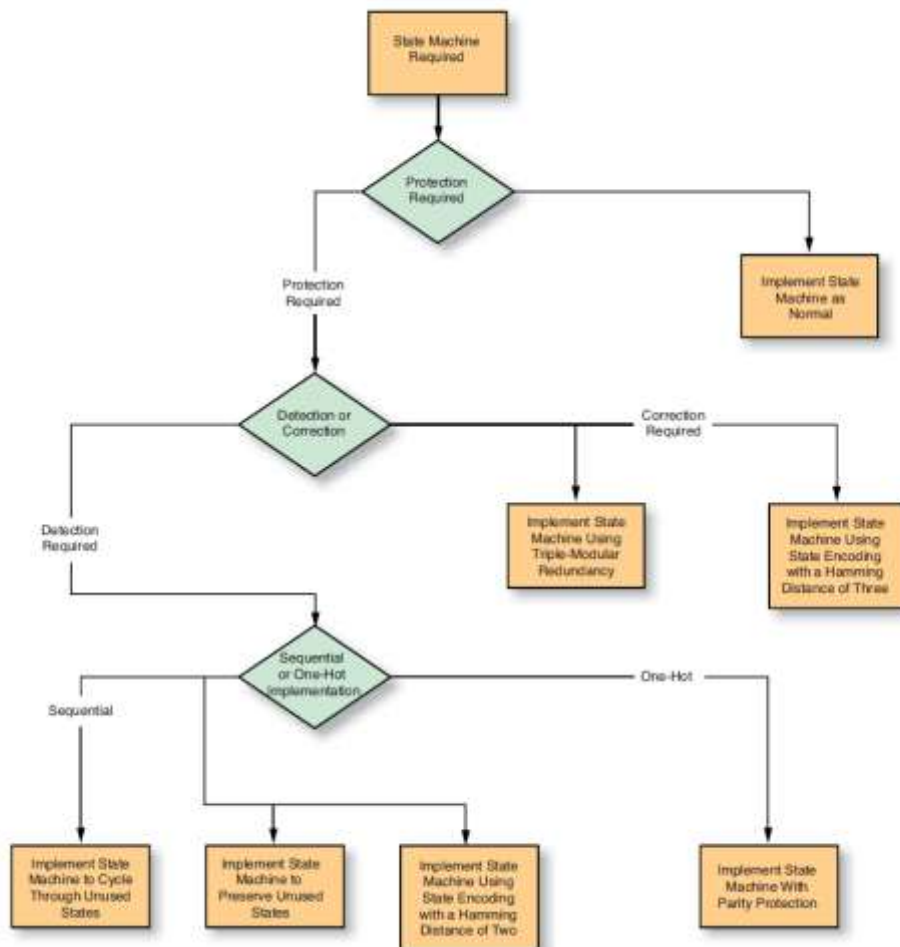 State Machine
Required
Protection
Required
Protection
Required
Implement State
Machine as
Normal
Detection or
Correction
Correction
Required
Detection
Required
Implement State
Machine Using
Triple-Modular
Redundancy
Implement State
Machine Using
State Encoding
with a Hamming
Distance of Three
Sequential
or One-Hot
Implementation
One-Hot
Sequential
Implement State
Machine to Cycle
Through Unused
States
Implement State
Machine to
Preserve Unused
States
Implement State
Machine Using
State Encoding
with a Hamming
Distance of Two
Implement State
Machine With
Parity Protection